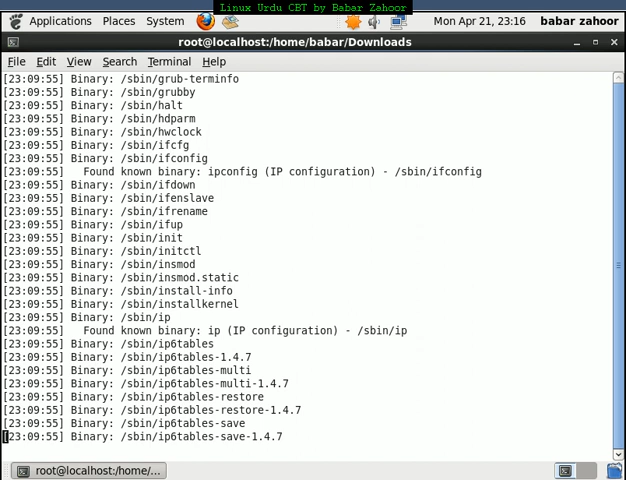 Linux Urdu CBT by Babar Zahoor
Applications Places System Mon Apr 21, 23:16 babar zahoor
root@localhost:/home/babar/Downloads
File Edit View Search Terminal Help
[23:09:55] Binary: /sbin/grub-terminfo
[23:09:55] Binary: /sbin/grubby
[23:09:55] Binary: /sbin/halt
[23:09:55] Binary: /sbin/hdparm
[23:09:55] Binary: /sbin/hwclock
[23:09:55] Binary: /sbin/ifcfg
[23:09:55] Binary: /sbin/ifconfig
[23:09:55]   Found known binary: ipconfig (IP configuration) - /sbin/ifconfig
[23:09:55] Binary: /sbin/ifdown
[23:09:55] Binary: /sbin/ifenslave
[23:09:55] Binary: /sbin/ifrename
[23:09:55] Binary: /sbin/ifup
[23:09:55] Binary: /sbin/init
[23:09:55] Binary: /sbin/initctl
[23:09:55] Binary: /sbin/insmod
[23:09:55] Binary: /sbin/insmod.static
[23:09:55] Binary: /sbin/install-info
[23:09:55] Binary: /sbin/installkernel
[23:09:55] Binary: /sbin/ip
[23:09:55]   Found known binary: ip (IP configuration) - /sbin/ip
[23:09:55] Binary: /sbin/ip6tables
[23:09:55] Binary: /sbin/ip6tables-1.4.7
[23:09:55] Binary: /sbin/ip6tables-multi
[23:09:55] Binary: /sbin/ip6tables-multi-1.4.7
[23:09:55] Binary: /sbin/ip6tables-restore
[23:09:55] Binary: /sbin/ip6tables-restore-1.4.7
[23:09:55] Binary: /sbin/ip6tables-save
[23:09:55] Binary: /sbin/ip6tables-save-1.4.7
root@localhost:/home/...